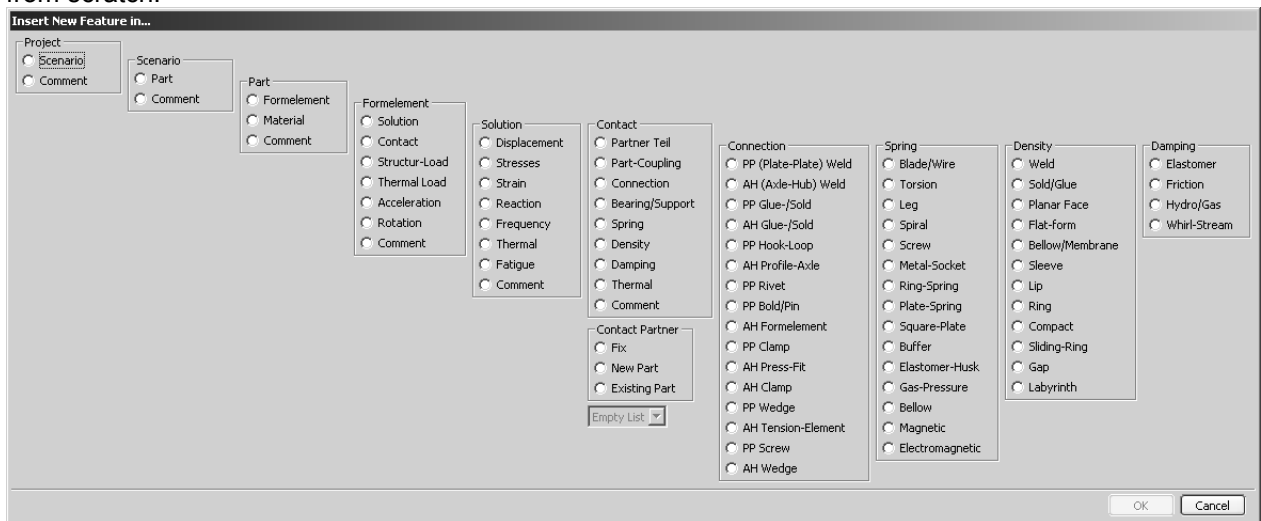 from scratch.
Insert New Feature in...
Project
Scenario
Comment
Scenario
Part
Comment
Part
Formelement
Material
Comment
Formelement
Solution
Contact
Structur-Load
Thermal Load
Acceleration
Rotation
Comment
Solution
Displacement
Stresses
Strain
Reaction
Frequency
Thermal
Fatigue
Comment
Contact
Partner Teil
Part-Coupling
Connection
Bearing/Support
Spring
Density
Damping
Thermal
Comment
Contact Partner
Fix
New Part
Existing Part
Empty List
Connection
PP (Plate-Plate) Weld
AH (Axle-Hub) Weld
PP Glue-/Sold
AH Glue-/Sold
PP Hook-Loop
AH Profile-Axle
PP Rivet
PP Bold/Pin
AH Formelement
PP Clamp
AH Press-Fit
AH Clamp
PP Wedge
AH Tension-Element
PP Screw
AH Wedge
Spring
Blade/Wire
Torsion
Leg
Spiral
Screw
Metal-Socket
Ring-Spring
Plate-Spring
Square-Plate
Buffer
Elastomer-Husk
Gas-Pressure
Bellow
Magnetic
Electromagnetic
Density
Weld
Sold/Glue
Planar Face
Flat-form
Bellow/Membrane
Sleeve
Lip
Ring
Compact
Sliding-Ring
Gap
Labyrinth
Damping
Elastomer
Friction
Hydro/Gas
Whirl-Stream
OK
Cancel